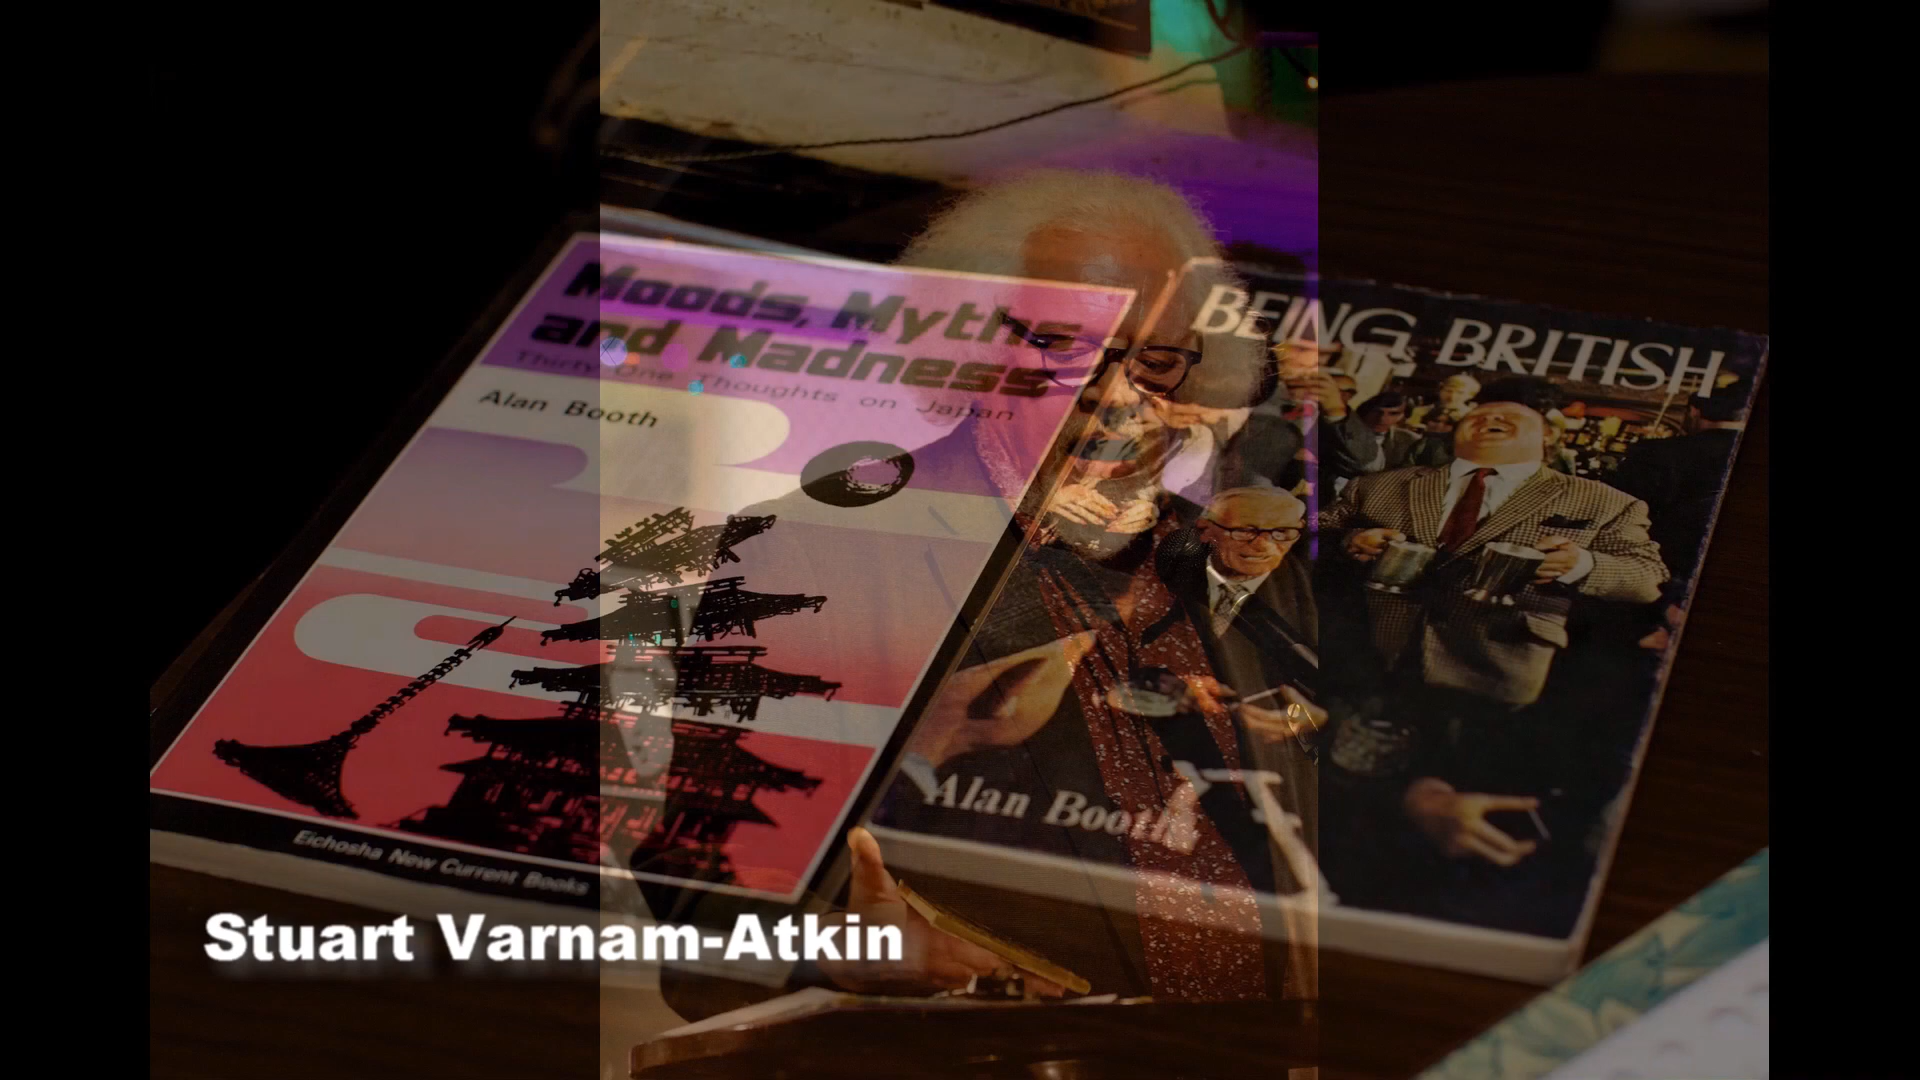 Moods, Myths
and Madness
Thirty-One Thoughts on Japan
Alan Booth
Eichosha New Current Books
BEING BRITISH
Alan Booth
Stuart Varnam-Atkin